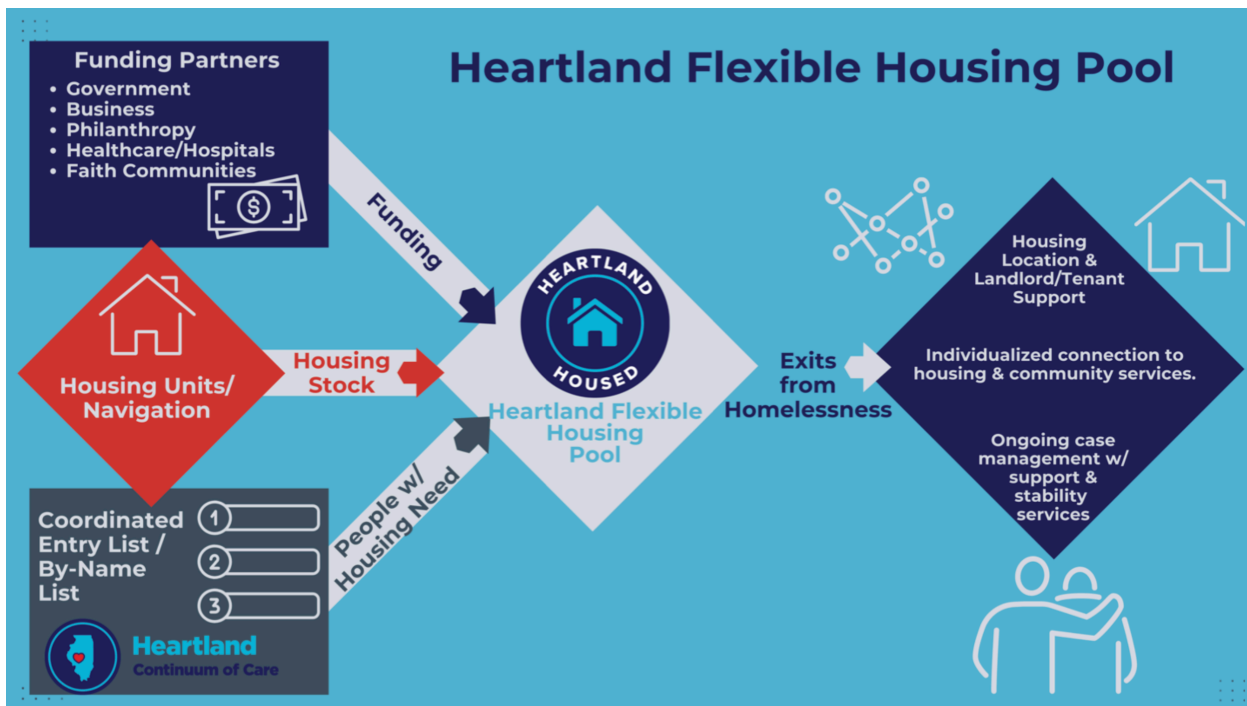 Heartland Flexible Housing Pool
Funding Partners
• Government
• Business
• Philanthropy
• Healthcare/Hospitals
• Faith Communities
$
Funding
Housing Units/
Navigation
Housing
Stock
Coordinated
Entry List /
By-Name
List
1
2
3
Heartland
Continuum of Care
People w/
Housing Need
HEARTLAND
HOUSED
Heartland Flexible
Housing
Pool
Exits
from
Homelessness
Housing
Location &
Landlord/Tenant
Support
Individualized connection to
housing & community services.
Ongoing case
management w/
support &
stability
services